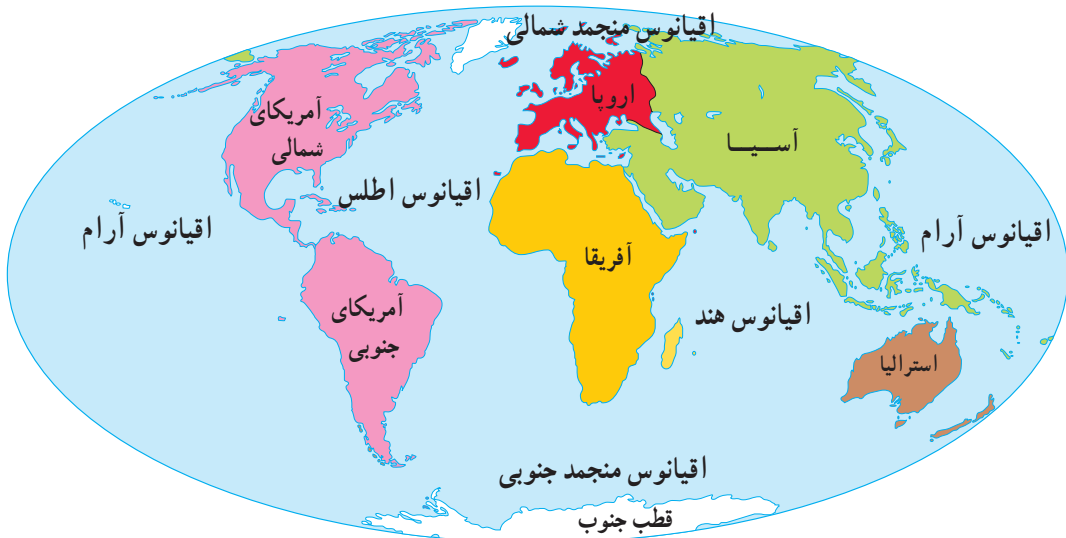 اقیانوس منجمد شمالی
آمریکای
شمالی
اروپا
آســیــا
اقیانوس اطلس
اقیانوس آرام
اقیانوس آرام
آفریقا
آمریکای
جنوبی
اقیانوس هند
استرالیا
اقیانوس منجمد جنوبی
قطب جنوب